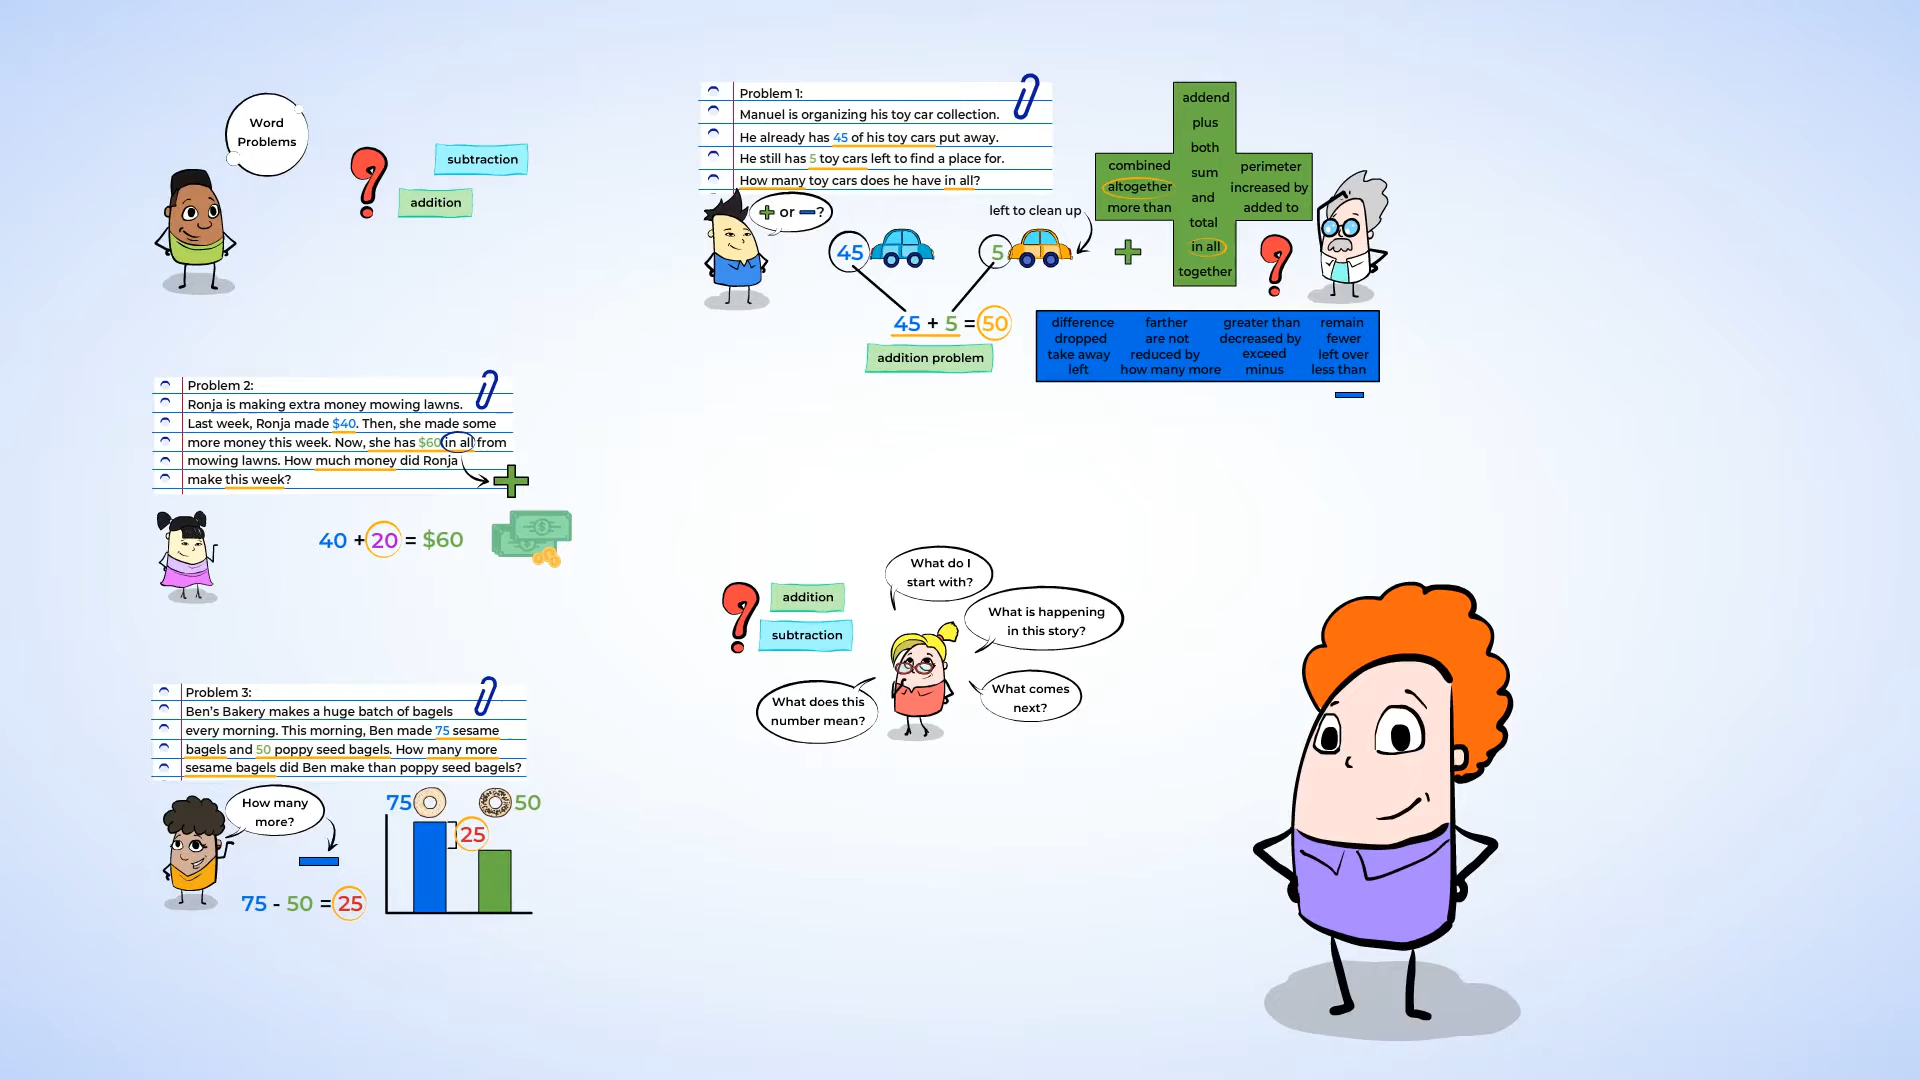 Word
Problems
subtraction
addition
Problem 1:
Manuel is organizing his toy car collection.
He already has 45 of his toy cars put away.
He still has 5 toy cars left to find a place for.
How many toy cars does he have in all?
+ or −?
45
5
left to clean up
45 + 5 = 50
addition problem
addend
plus
both
sum
and
total
in all
together
combined
altogether
more than
perimeter
increased by
added to
difference farther greater than remain
dropped are not decreased by fewer
take away reduced by exceed left over
left how many more minus less than
Problem 2:
Ronja is making extra money mowing lawns.
Last week, Ronja made $40. Then, she made some
more money this week. Now, she has $60 in all from
mowing lawns. How much money did Ronja
make this week?
40 + 20 = $60
addition
subtraction
What do I
start with?
What is happening
in this story?
What comes
next?
What does this
number mean?
Problem 3:
Ben's Bakery makes a huge batch of bagels
every morning. This morning, Ben made 75 sesame
bagels and 50 poppy seed bagels. How many more
sesame bagels did Ben make than poppy seed bagels?
How many
more?
75 - 50 = 25
75
50
25